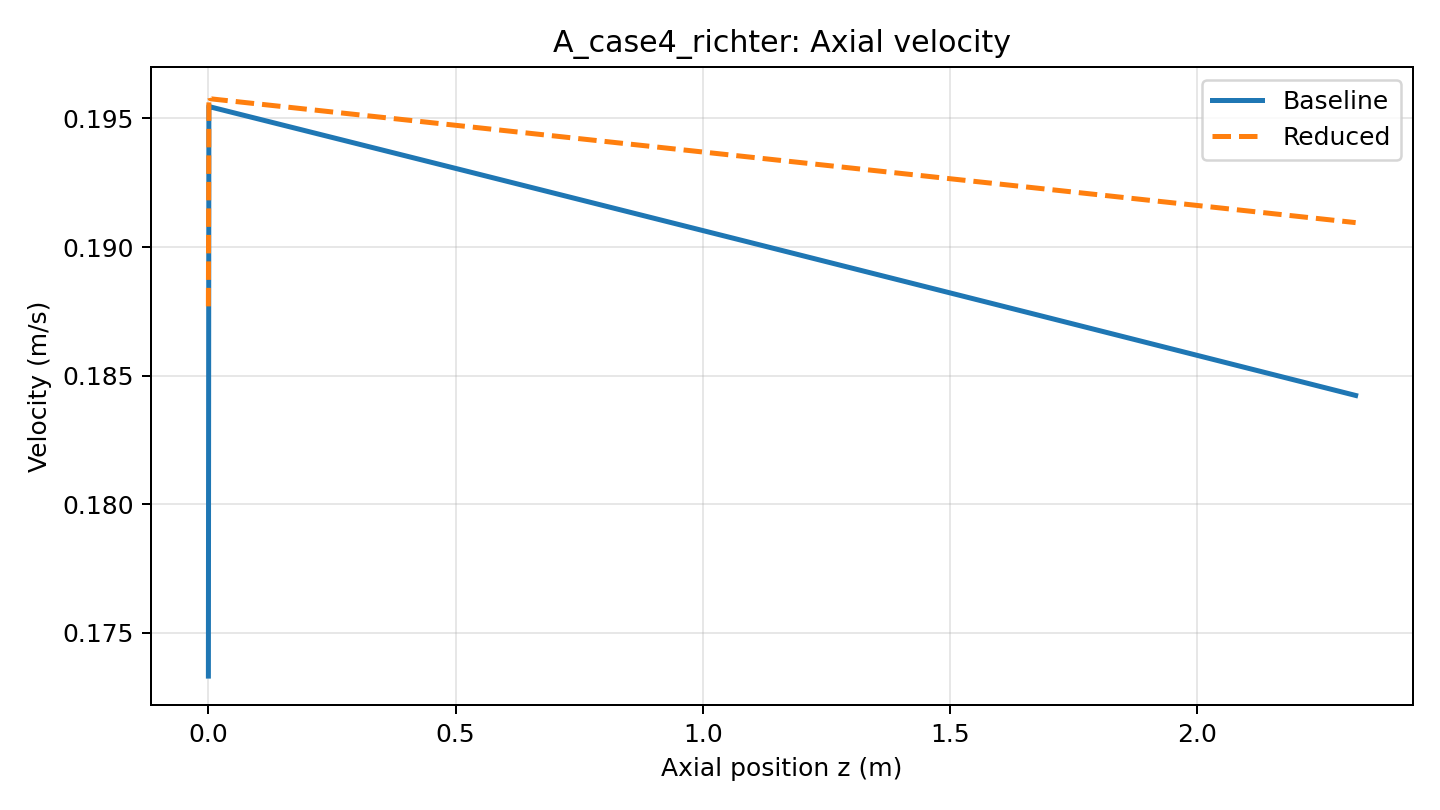 A_case4_richter: Axial velocity
Baseline
Reduced
Velocity (m/s)
0.195
0.190
0.185
0.180
0.175
0.0 0.5 1.0 1.5 2.0
Axial position z (m)